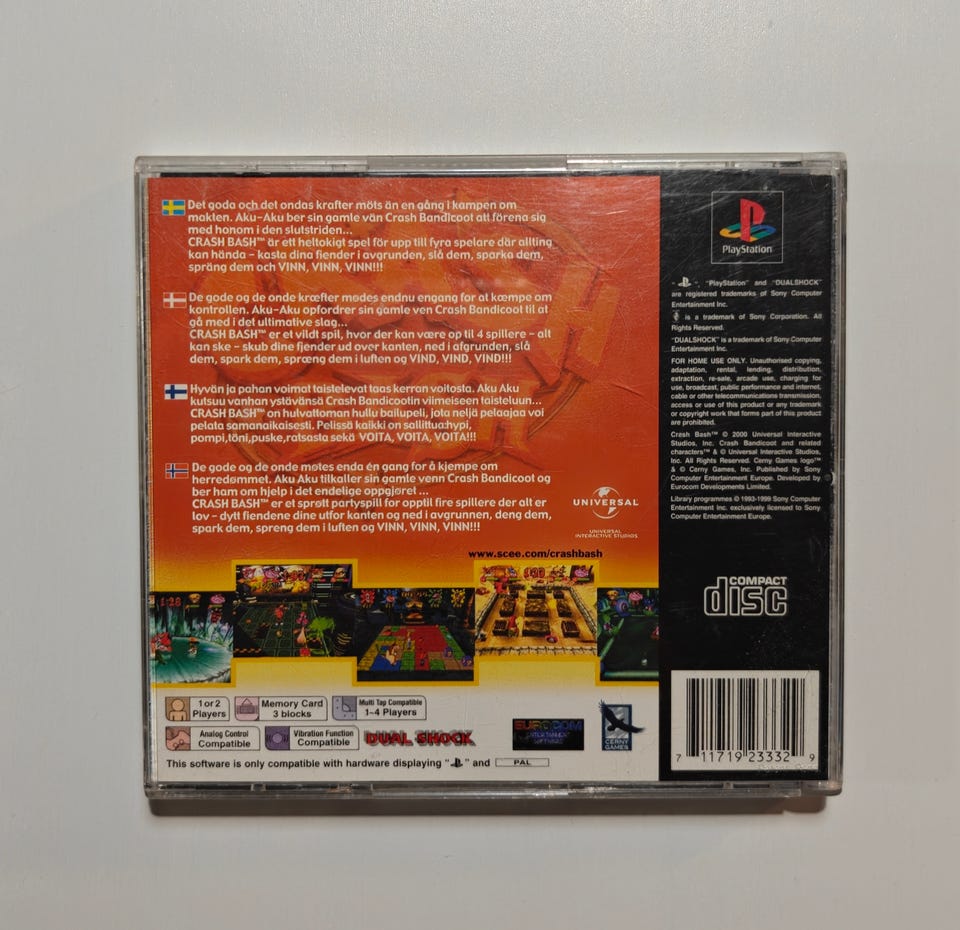 Det goda och det ondas krafter möts än en gång i kampen om
makten. Aku-Aku ber sin gamle vän Crash Bandicoot att förena sig
med honom i den slutstriden...
CRASH BASH™ är ett heltokigt spel för upp till fyra spelare där allting
kan hända – kasta dina fiender i avgrunden, slå dem, sparka dem,
spräng dem och VINN, VINN, VINN!!!
De gode og de onde kræfter mødes endnu engang for at kæmpe om
kontrollen. Aku-Aku opfordrer sin gamle ven Crash Bandicoot til at
gå med i det ultimative slag...
CRASH BASH™ er et vildt spil, hvor der kan være op til 4 spillere – alt
kan ske – skub dine fjender ud over kanten, ned i afgrunden, slå
dem, spark dem, spræng dem i luften og VIND, VIND, VIND!!!
Hyvän ja pahan voimat taistelevat taas kerran voitosta. Aku Aku
kutsuu vanhan ystävänsä Crash Bandicootin viimeiseen taisteluun...
CRASH BASH™ on hulvattoman hullu bailupeli, jota neljä pelaajaa voi
pelata samanaikaisesti. Pelissä kaikki on sallittua:hypi,
pompi,töni,puske,ratsasta sekä VOITA, VOITA, VOITA!!!
De gode og de onde møtes enda én gang for å kjempe om
herredømmet. Aku Aku tilkaller sin gamle venn Crash Bandicoot og
ber ham om hjelp i det endelige oppgjøret ...
CRASH BASH™ er et sprøtt partyspill for opptil fire spillere der alt er
lov – dytt fiendene dine utfor kanten og ned i avgrunnen, deng dem,
spark dem, spreng dem i luften og VINN, VINN, VINN!!!
UNIVERSAL
UNIVERSAL
INTERACTIVE STUDIOS
www.scee.com/crashbash
1 or 2
Players
Memory Card
3 blocks
Multi Tap Compatible
1~4 Players
Analog Control
Compatible
Vibration Function
Compatible
DUAL SHOCK
EUROCOM
ENTERTAINMENT
SOFTWARE
CERNY
GAMES
This software is only compatible with hardware displaying " " and PAL
PlayStation
" ", "PlayStation" and "DUALSHOCK"
are registered trademarks of Sony Computer
Entertainment Inc.
is a trademark of Sony Corporation. All
Rights Reserved.
"DUALSHOCK" is a trademark of Sony Computer
Entertainment Inc.
FOR HOME USE ONLY. Unauthorised copying,
adaptation, rental, lending, distribution,
extraction, re-sale, arcade use, charging for
use, broadcast, public performance and internet,
cable or other telecommunications transmission,
access or use of this product or any trademark
or copyright work that forms part of this product
are prohibited.
Crash Bash™ © 2000 Universal Interactive
Studios, Inc. Crash Bandicoot and related
characters™ & © Universal Interactive Studios,
Inc. All Rights Reserved. Cerny Games logo™
& © Cerny Games, Inc. Published by Sony
Computer Entertainment Europe. Developed by
Eurocom Developments Limited.
Library programmes © 1993-1999 Sony Computer
Entertainment Inc. exclusively licensed to Sony
Computer Entertainment Europe.
COMPACT
disc
7 11719 23332 9